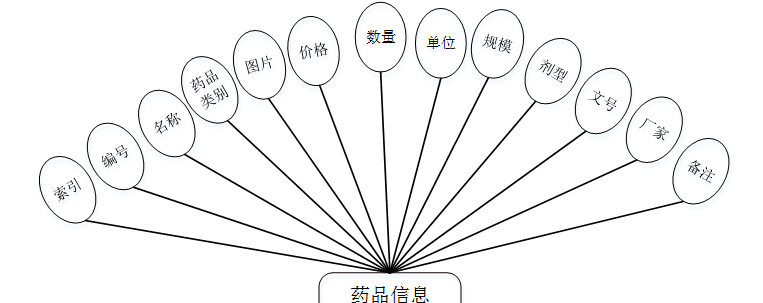 索引
编号
名称
药品
类别
图片
价格
数量
单位
规模
剂型
文号
厂家
备注
药品信息